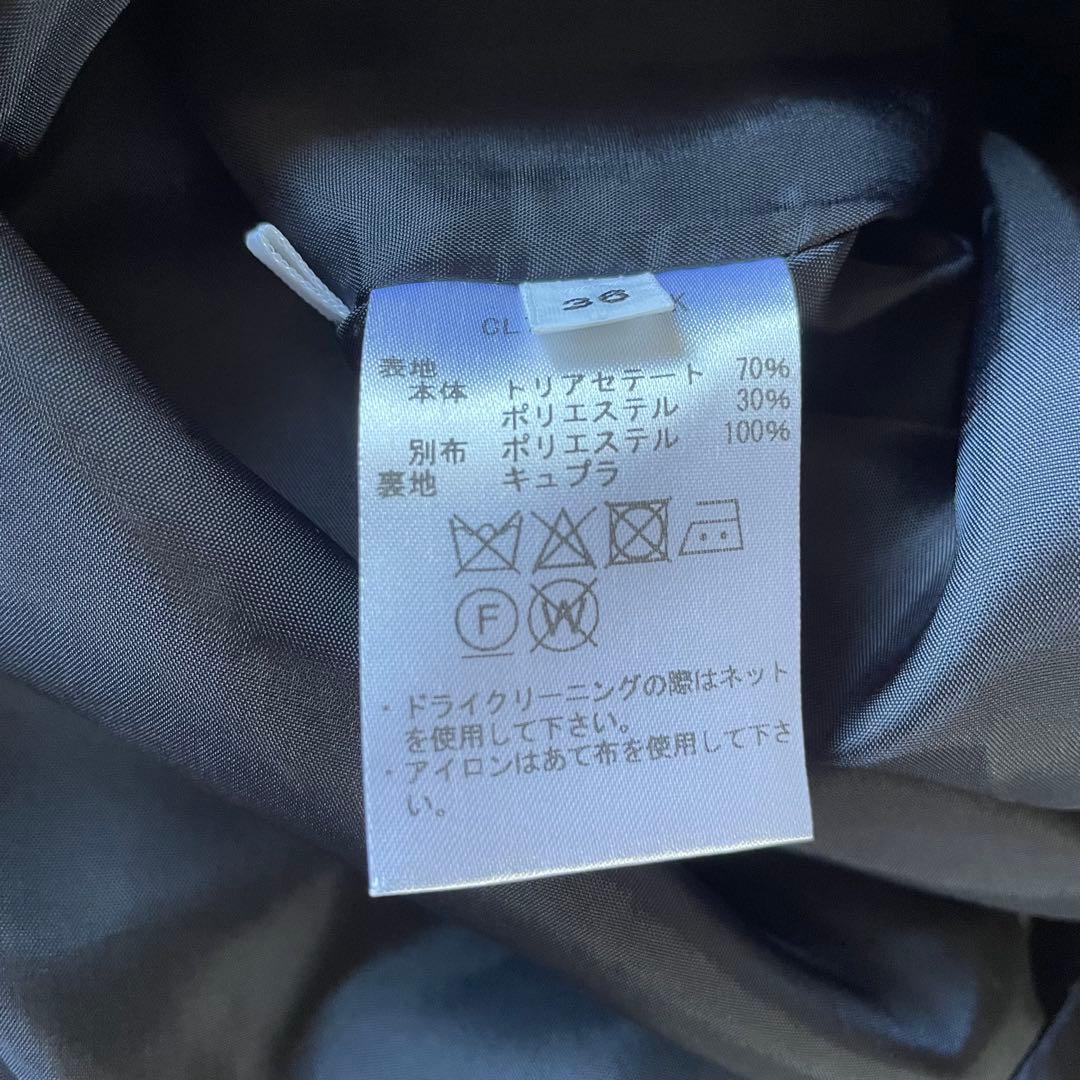 36
CL
X
表地
本体 トリアセテート 70%
ポリエステル 30%
別布 ポリエステル 100%
裏地 キュプラ
F W
・ドライクリーニングの際はネット
を使用して下さい。
・アイロンはあて布を使用して下さ
い。